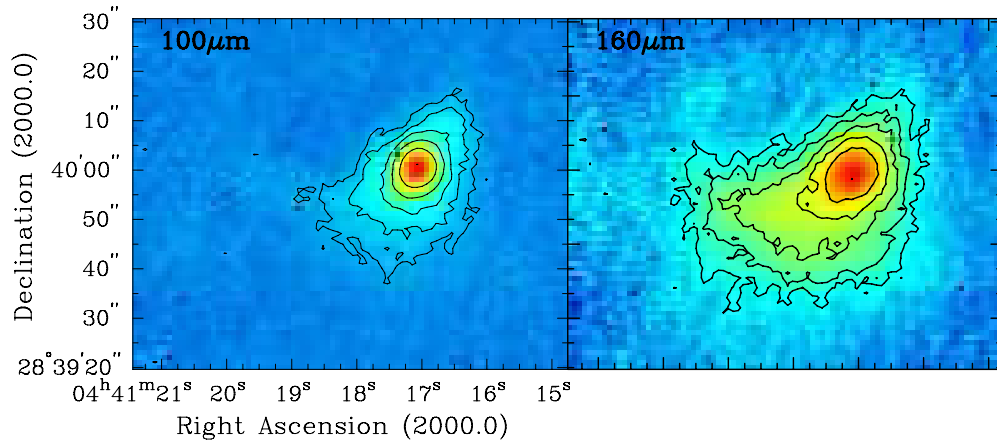 100μm
160μm
Declination (2000.0)
30″
20″
10″
40′00″
50″
40″
30″
28°39′20″
04ʰ41ᵐ21ˢ 20ˢ 19ˢ 18ˢ 17ˢ 16ˢ 15ˢ
Right Ascension (2000.0)